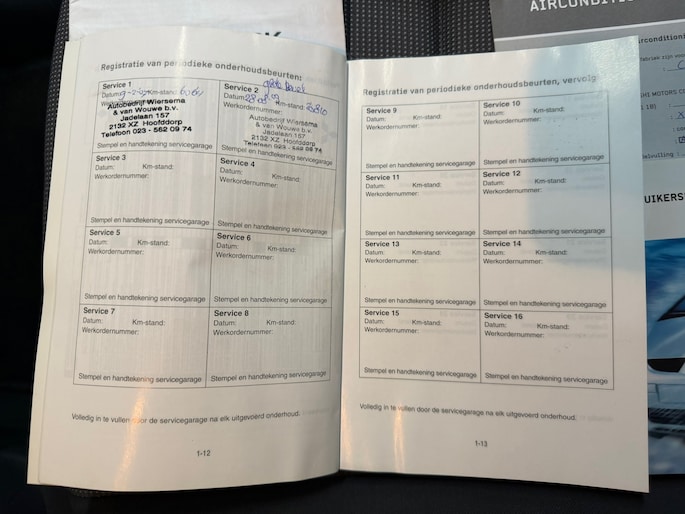 Registratie van periodieke onderhoudsbeurten:
Service 1
Datum: Km-stand:
Autobedrijf Wierserna
& van Wouwe b.v.
Jadelaan 157
2132 XZ Hoofddorp
Telefoon 023 - 562 09 74
Stempel en handtekening servicegarage
Service 2 grote beurt
Datum: Km-stand:
Werkordernummer:
Autobedrijf Wierserna
& van Wouwe b.v.
Jadelaan 157
2132 XZ Hoofddorp
Telefoon 023 - 562 09 74
Stempel en handtekening servicegarage
Service 3
Datum: Km-stand:
Werkordernummer:
Stempel en handtekening servicegarage
Service 4
Datum: Km-stand:
Werkordernummer:
Stempel en handtekening servicegarage
Service 5
Datum: Km-stand:
Werkordernummer:
Stempel en handtekening servicegarage
Service 6
Datum: Km-stand:
Werkordernummer:
Stempel en handtekening servicegarage
Service 7
Datum: Km-stand:
Werkordernummer:
Stempel en handtekening servicegarage
Service 8
Datum: Km-stand:
Werkordernummer:
Stempel en handtekening servicegarage
Volledig in te vullen door de servicegarage na elk uitgevoerd onderhoud.
1-12
Registratie van periodieke onderhoudsbeurten, vervolg
Service 9
Datum: Km-stand:
Werkordernummer:
Stempel en handtekening servicegarage
Service 10
Datum: Km-stand:
Werkordernummer:
Stempel en handtekening servicegarage
Service 11
Datum: Km-stand:
Werkordernummer:
Stempel en handtekening servicegarage
Service 12
Datum: Km-stand:
Werkordernummer:
Stempel en handtekening servicegarage
Service 13
Datum: Km-stand:
Werkordernummer:
Stempel en handtekening servicegarage
Service 14
Datum: Km-stand:
Werkordernummer:
Stempel en handtekening servicegarage
Service 15
Datum: Km-stand:
Werkordernummer:
Stempel en handtekening servicegarage
Service 16
Datum: Km-stand:
Werkordernummer:
Stempel en handtekening servicegarage
Volledig in te vullen door de servicegarage na elk uitgevoerd onderhoud.
1-13
AIRCONDITIO
UIKERS